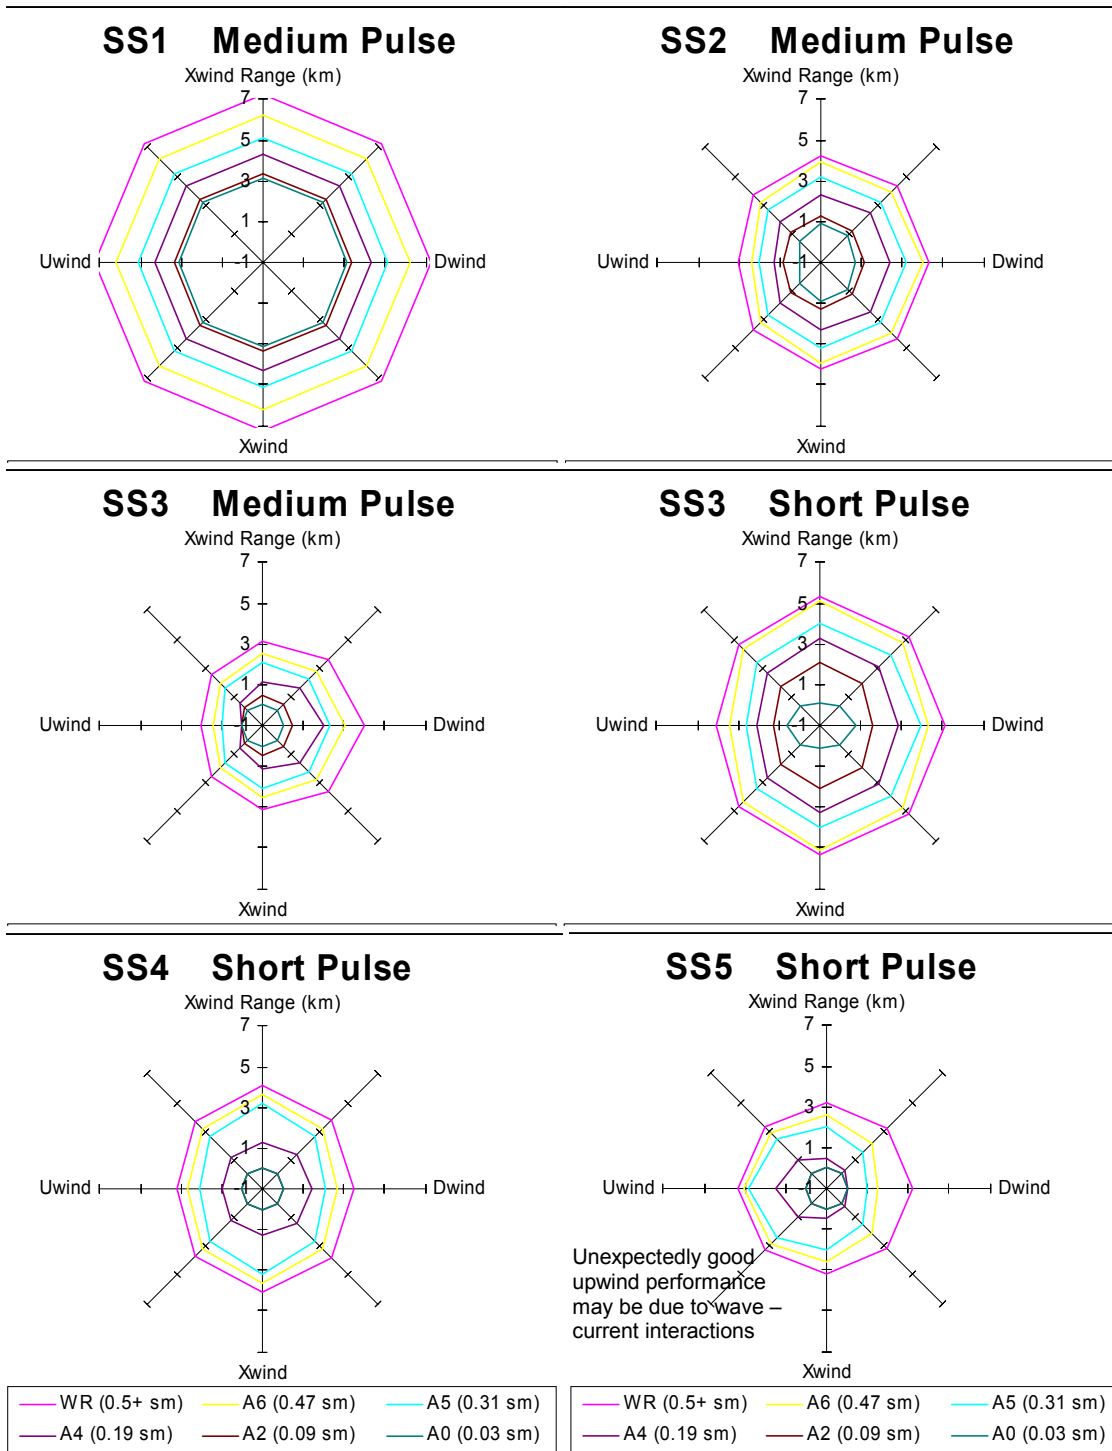 SS1 Medium Pulse
Xwind Range (km)
7
5
3
1
-1
Uwind
Dwind
Xwind
SS2 Medium Pulse
Xwind Range (km)
7
5
3
1
-1
Uwind
Dwind
Xwind
SS3 Medium Pulse
Xwind Range (km)
7
5
3
1
-1
Uwind
Dwind
Xwind
SS3 Short Pulse
Xwind Range (km)
7
5
3
1
-1
Uwind
Dwind
Xwind
SS4 Short Pulse
Xwind Range (km)
7
5
3
1
-1
Uwind
Dwind
Xwind
SS5 Short Pulse
Xwind Range (km)
7
5
3
1
-1
Uwind
Dwind
Unexpectedly good
upwind performance
may be due to wave –
current interactions
Xwind
WR (0.5+ sm) A6 (0.47 sm) A5 (0.31 sm)
A4 (0.19 sm) A2 (0.09 sm) A0 (0.03 sm)
WR (0.5+ sm) A6 (0.47 sm) A5 (0.31 sm)
A4 (0.19 sm) A2 (0.09 sm) A0 (0.03 sm)